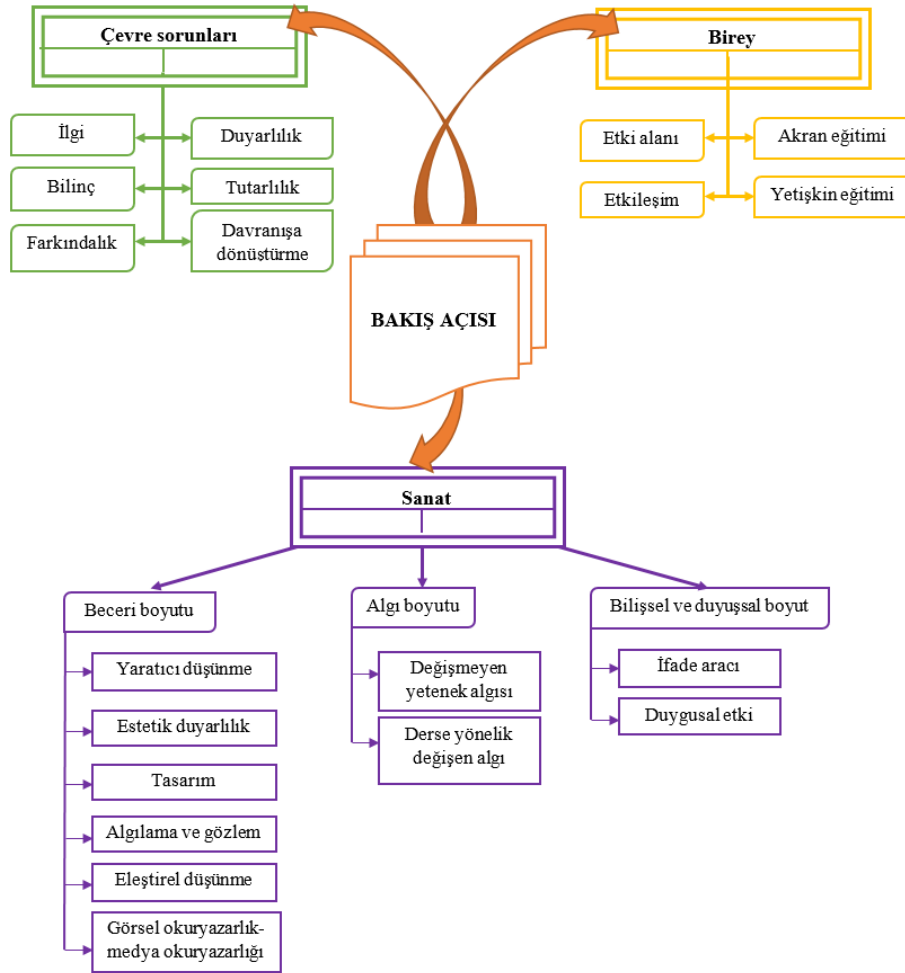 Çevre sorunları
İlgi
Duyarlılık
Bilinç
Tutarlılık
Farkındalık
Davranışa
dönüştürme
Birey
Etki alanı
Akran eğitimi
Etkileşim
Yetişkin eğitimi
BAKIŞ AÇISI
Sanat
Beceri boyutu
Yaratıcı düşünme
Estetik duyarlılık
Tasarım
Algılama ve gözlem
Eleştirel düşünme
Görsel okuryazarlık-
medya okuryazarlığı
Algı boyutu
Değişmeyen
yetenek algısı
Derse yönelik
değişen algı
Bilişsel ve duyuşsal boyut
İfade aracı
Duygusal etki